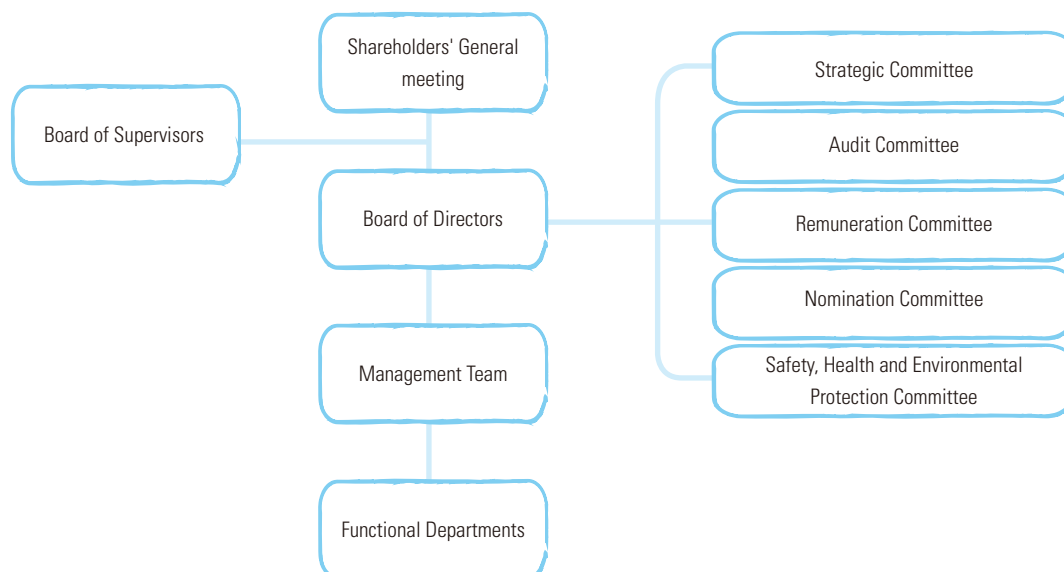 Shareholders' General
meeting
Board of Supervisors
Board of Directors
Management Team
Functional Departments
Strategic Committee
Audit Committee
Remuneration Committee
Nomination Committee
Safety, Health and Environmental
Protection Committee